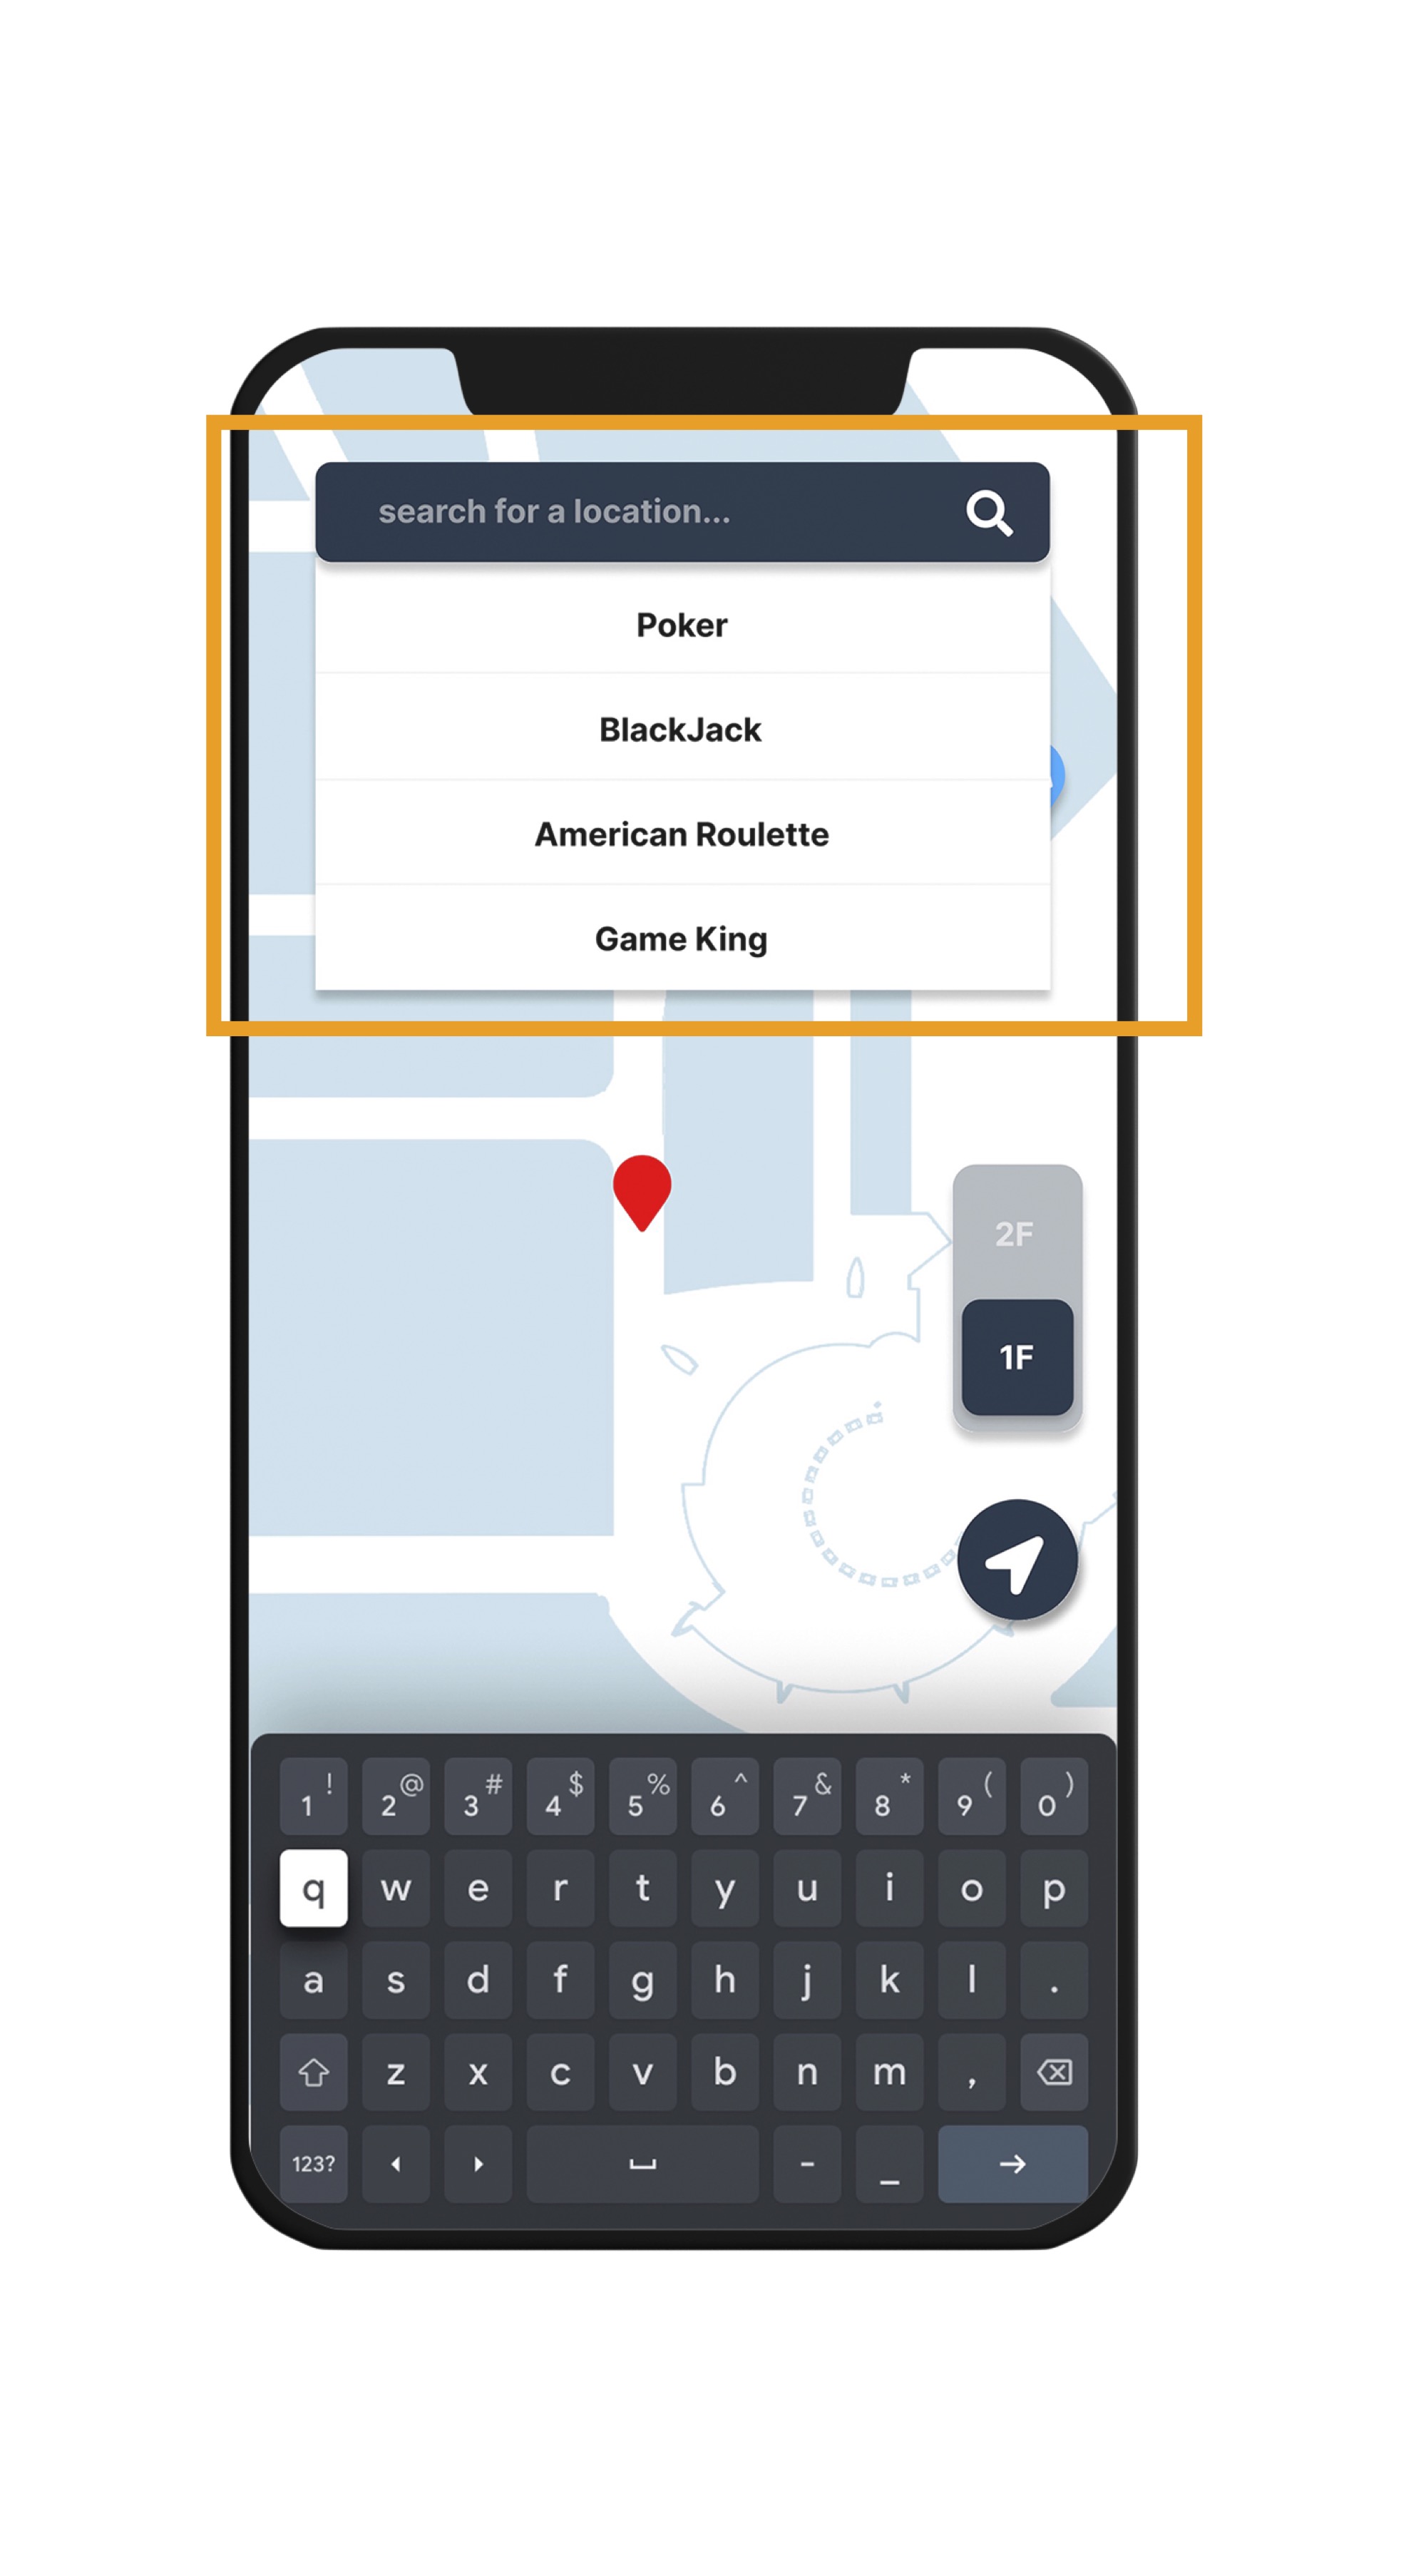 search for a location...
Poker
BlackJack
American Roulette
Game King
2F
1F
! @ # $ % ^ & * ( )
1 2 3 4 5 6 7 8 9 0
q w e r t y u i o p
a s d f g h j k l .
z x c v b n m ,
123? - _